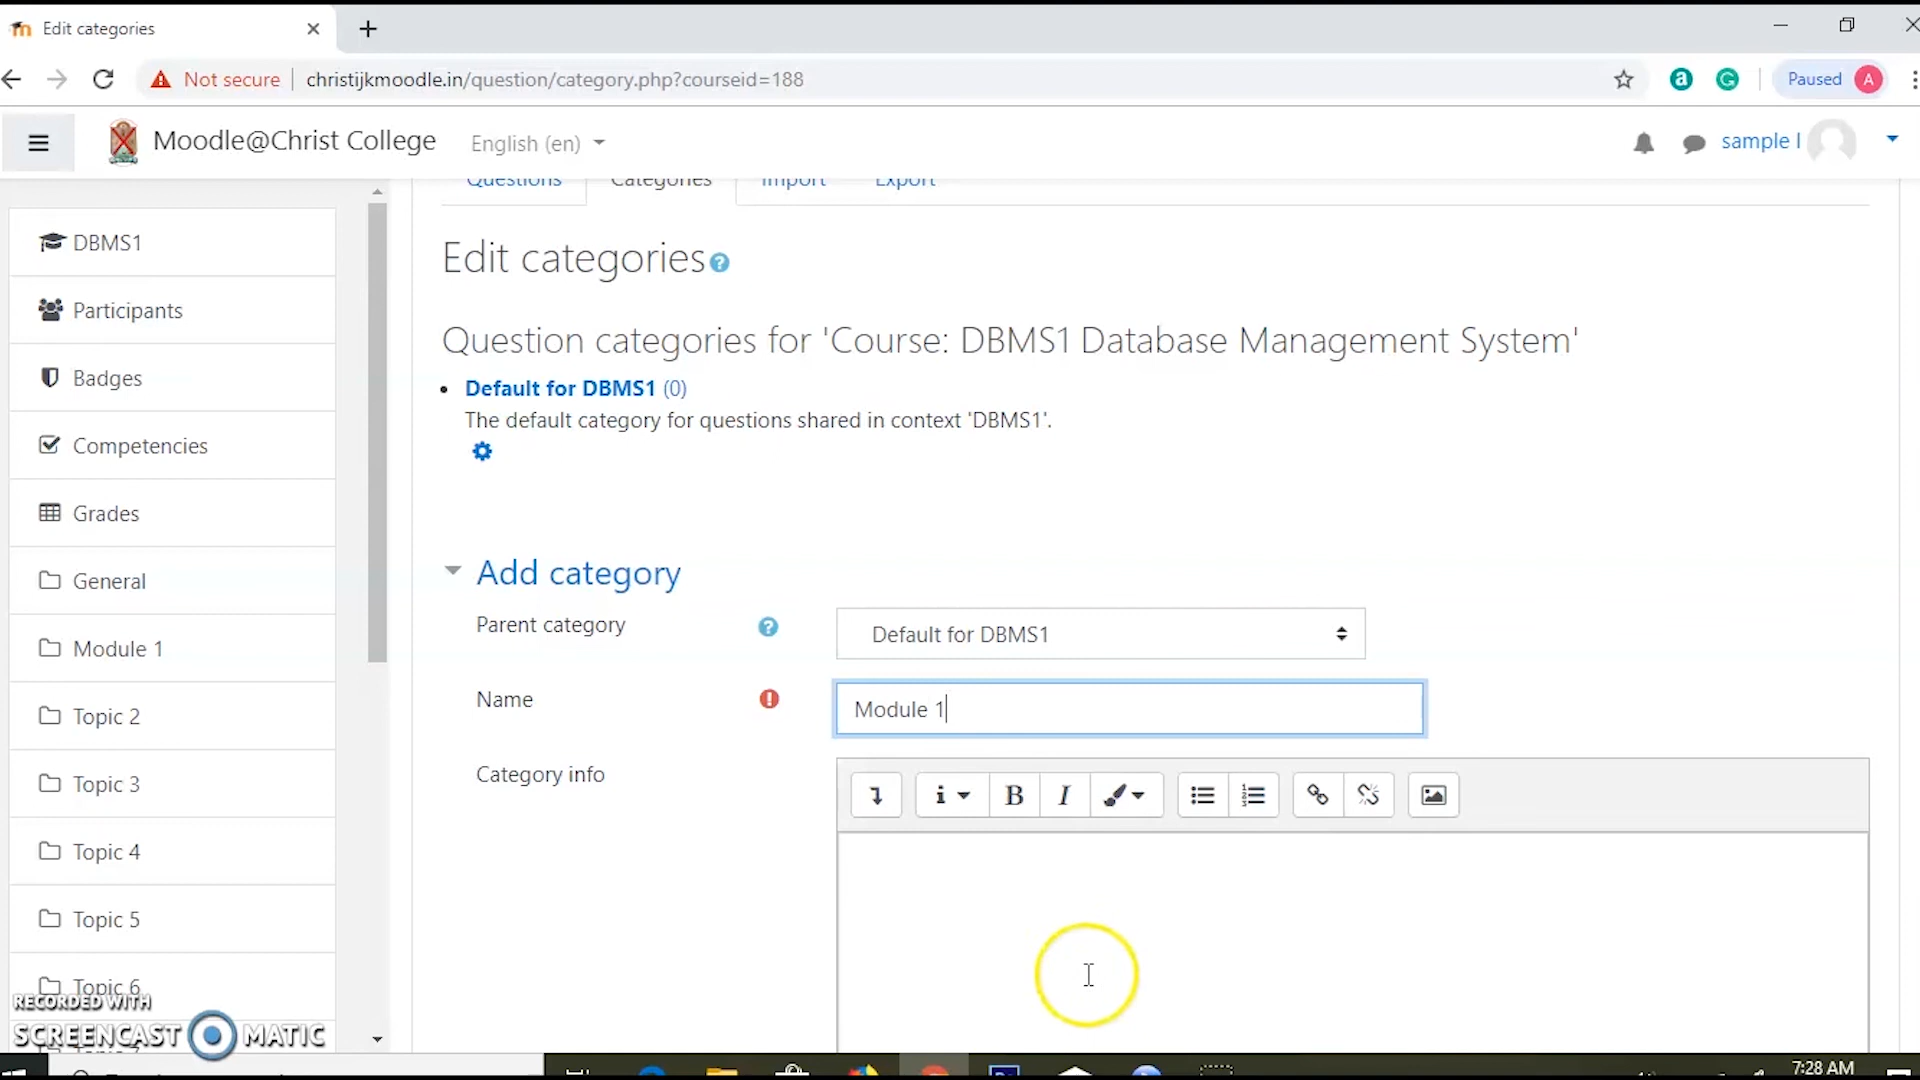 Edit categories
Not secure
christijkmoodle.in/question/category.php?courseid=188
Paused A
Moodle@Christ College
English (en)
sample l
Questions Categories Import Export
DBMS1
Participants
Badges
Competencies
Grades
General
Module 1
Topic 2
Topic 3
Topic 4
Topic 5
Topic 6
Edit categories
Question categories for 'Course: DBMS1 Database Management System'
Default for DBMS1 (0)
The default category for questions shared in context 'DBMS1'.
Add category
Parent category
Default for DBMS1
Name
Module 1
Category info
B I
RECORDED WITH
SCREENCAST MATIC
7:28 AM